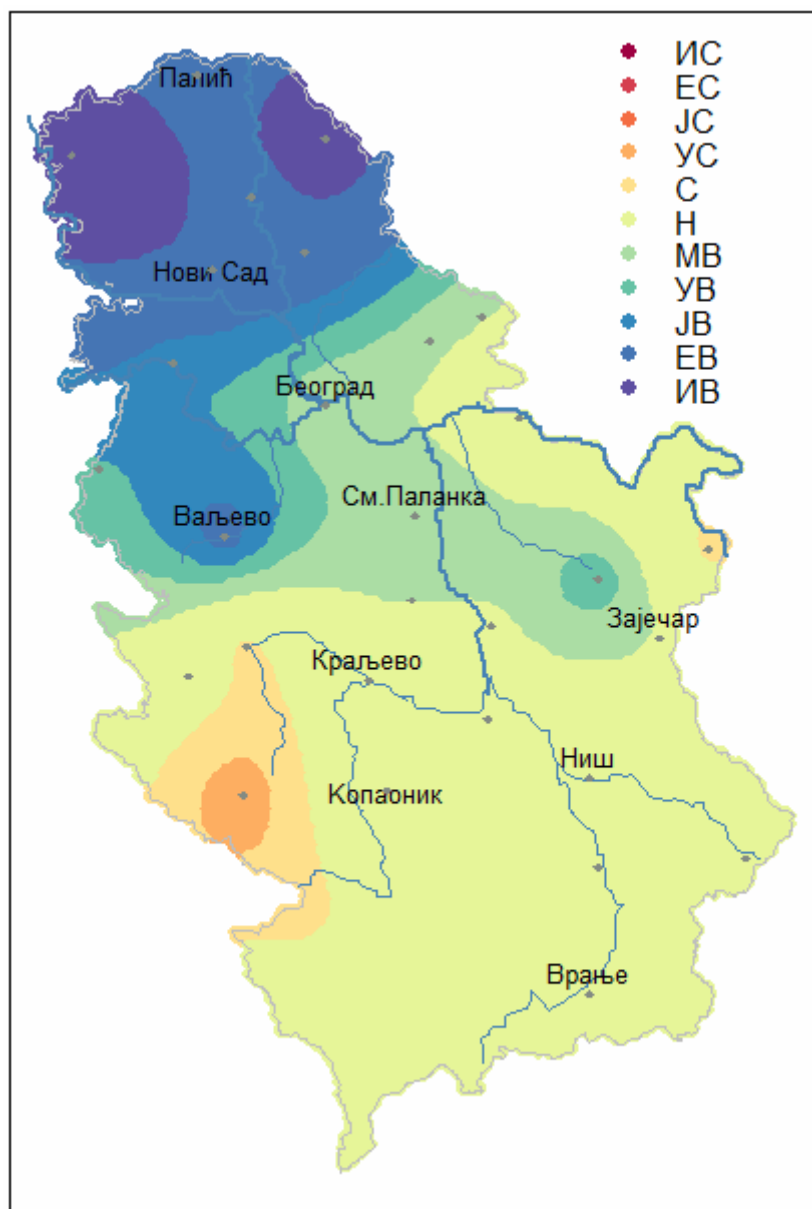 ИС
ЕС
ЈС
УС
С
Н
МВ
УВ
ЈВ
ЕВ
ИВ
Палић
Нови Сад
Београд
См.Паланка
Ваљево
Зајечар
Краљево
Ниш
Копаоник
Врање